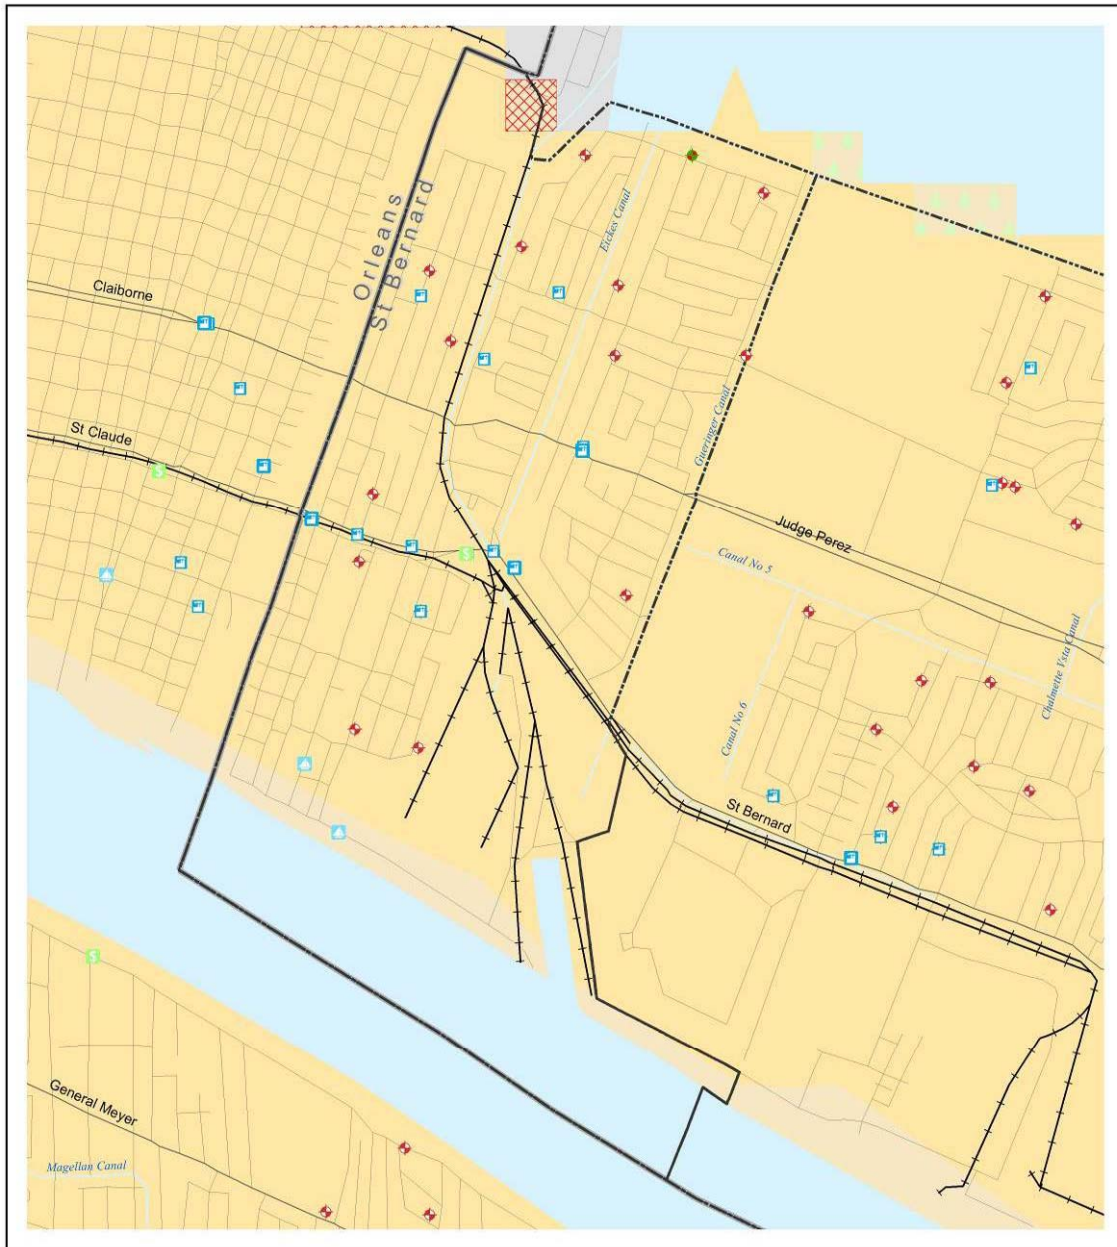 Orleans
St Bernard
Eickes Canal
Claiborne
St Claude
Gueringer Canal
Judge Perez
Canal No 5
Chalmette Vsta Canal
Canal No 6
St Bernard
General Meyer
Magellan Canal